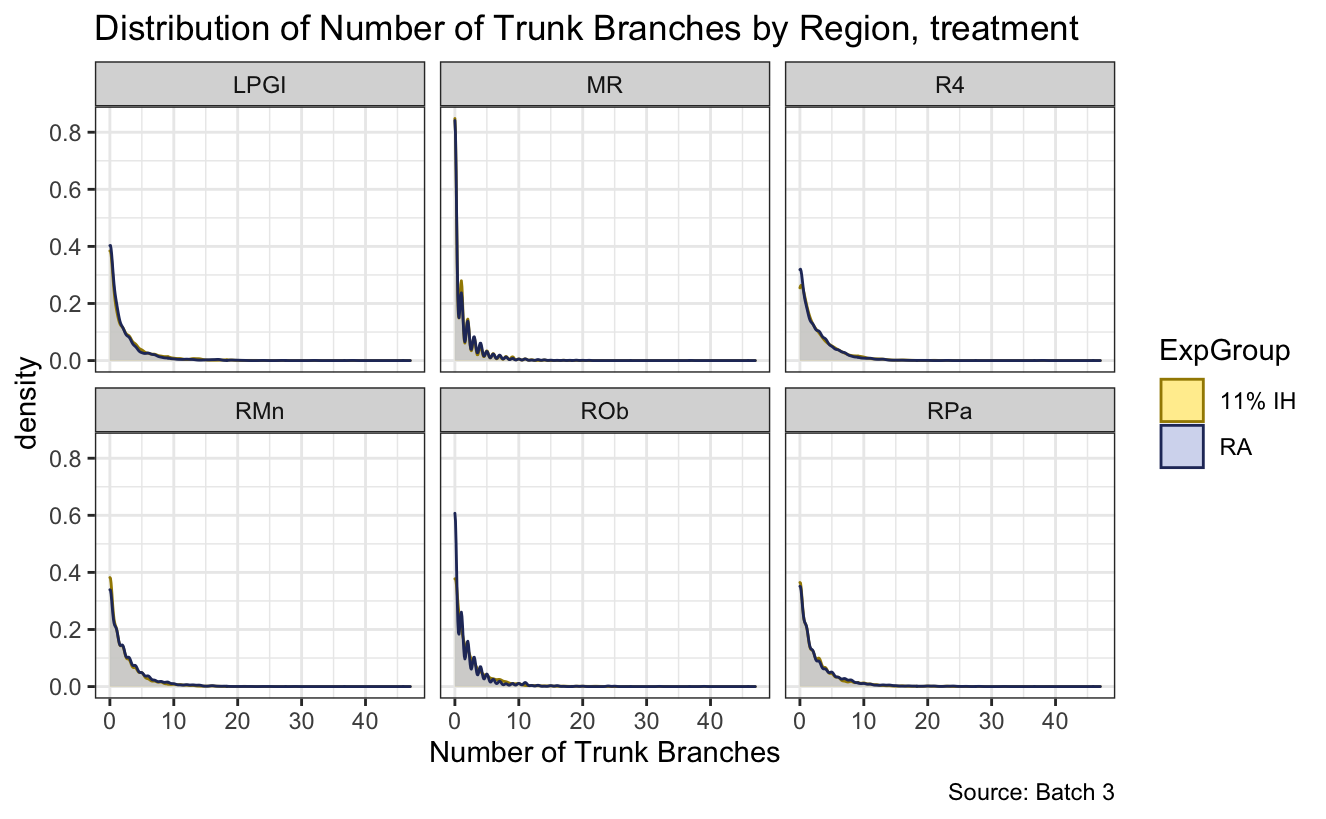 Distribution of Number of Trunk Branches by Region, treatment
LPGI MR R4
0.8
0.6
0.4
0.2
0.0
density
RMn ROb RPa
0.8
0.6
0.4
0.2
0.0
0 10 20 30 40 0 10 20 30 40 0 10 20 30 40
Number of Trunk Branches
ExpGroup
11% IH
RA
Source: Batch 3